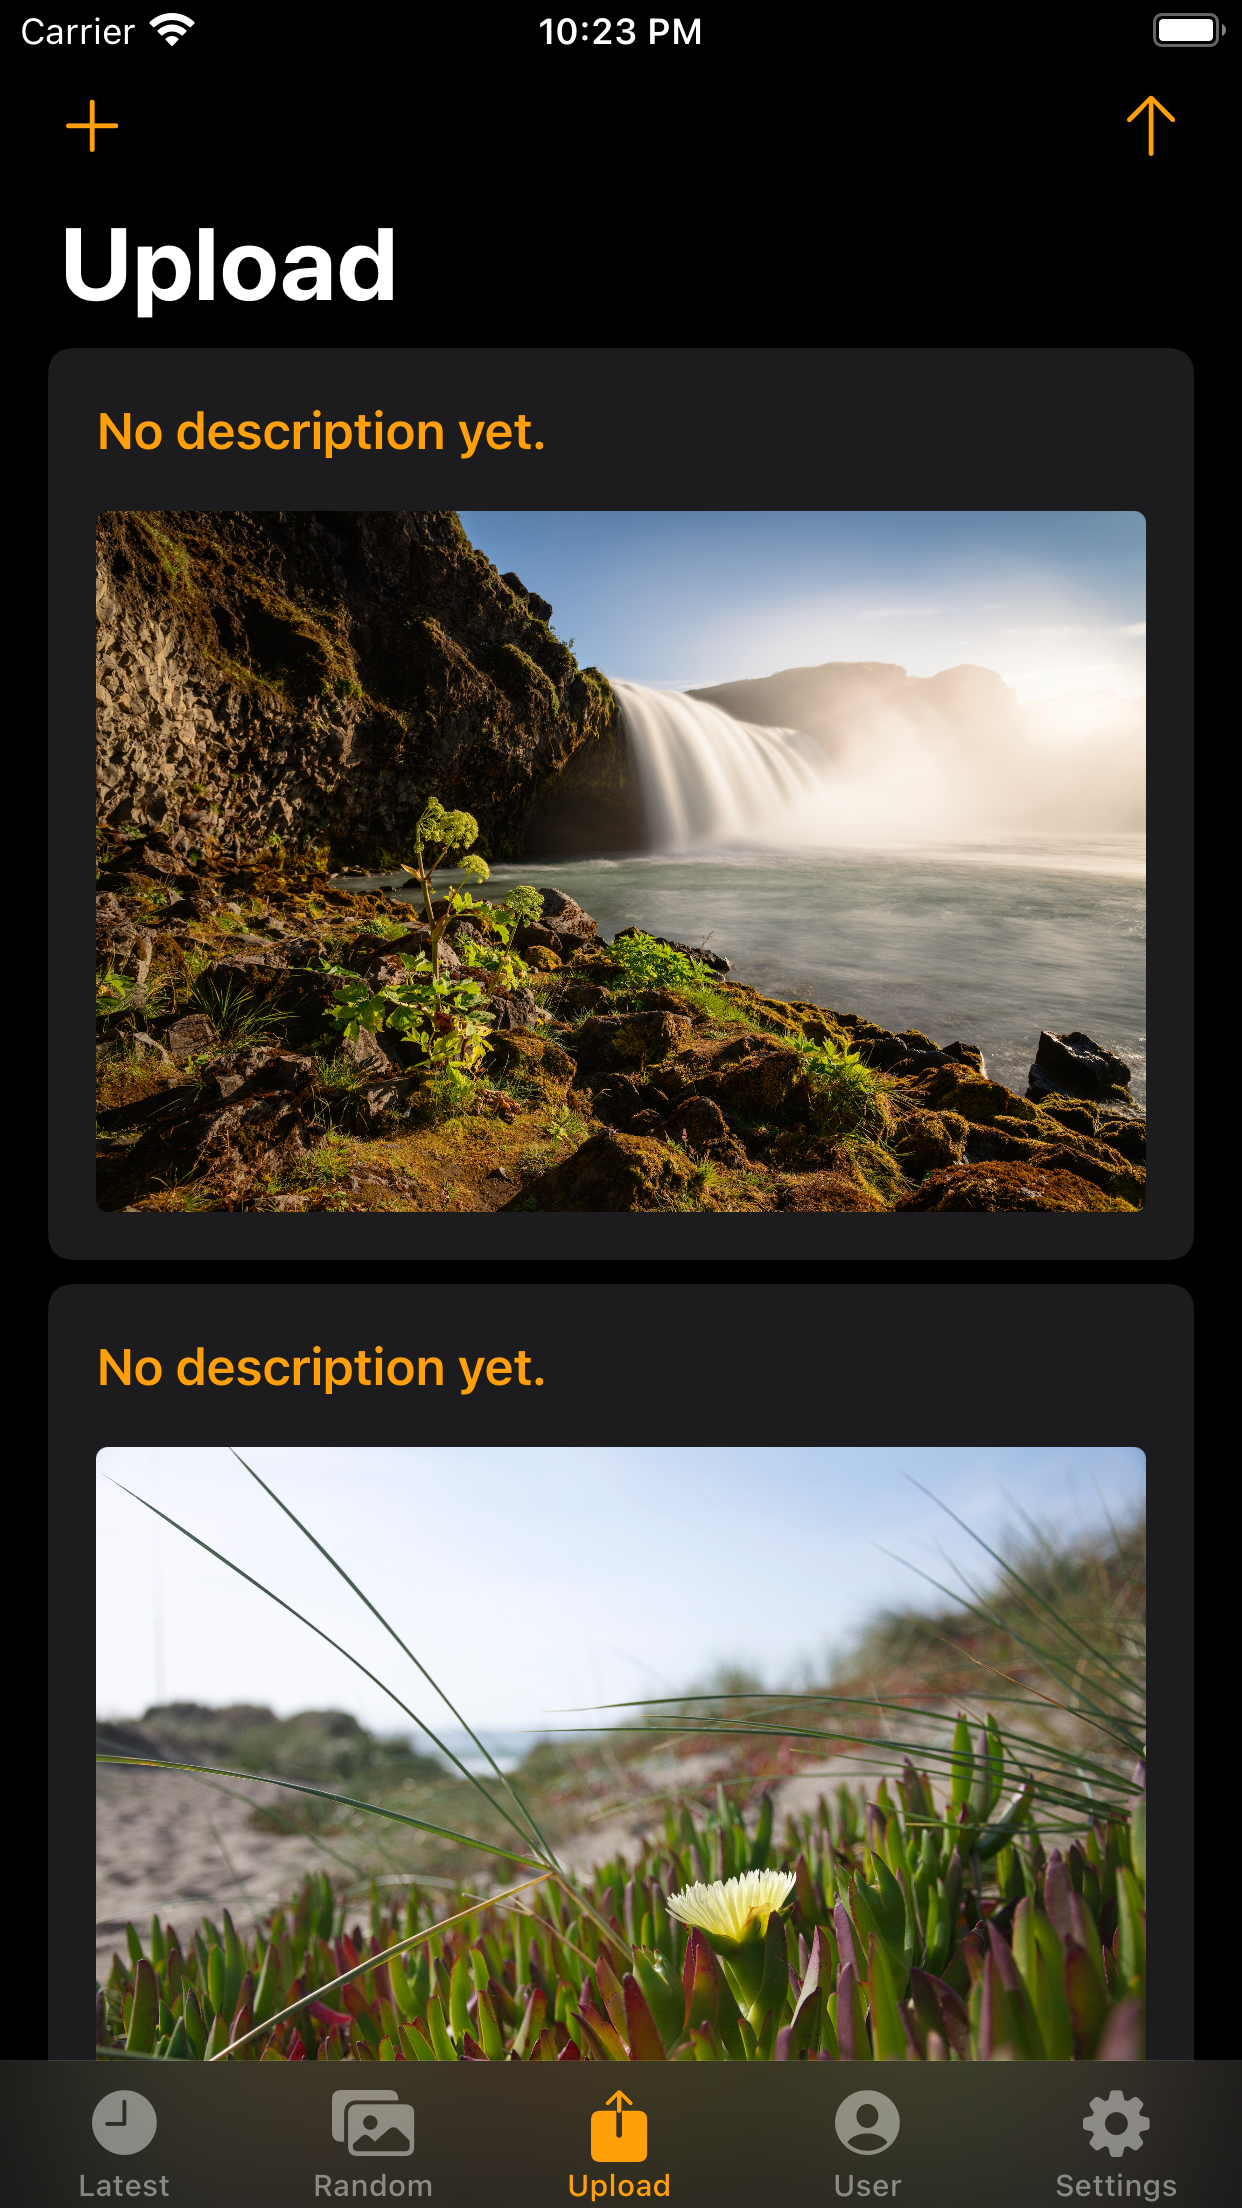 Carrier 10:23 PM
Upload
No description yet.
No description yet.
Latest Random Upload User Settings